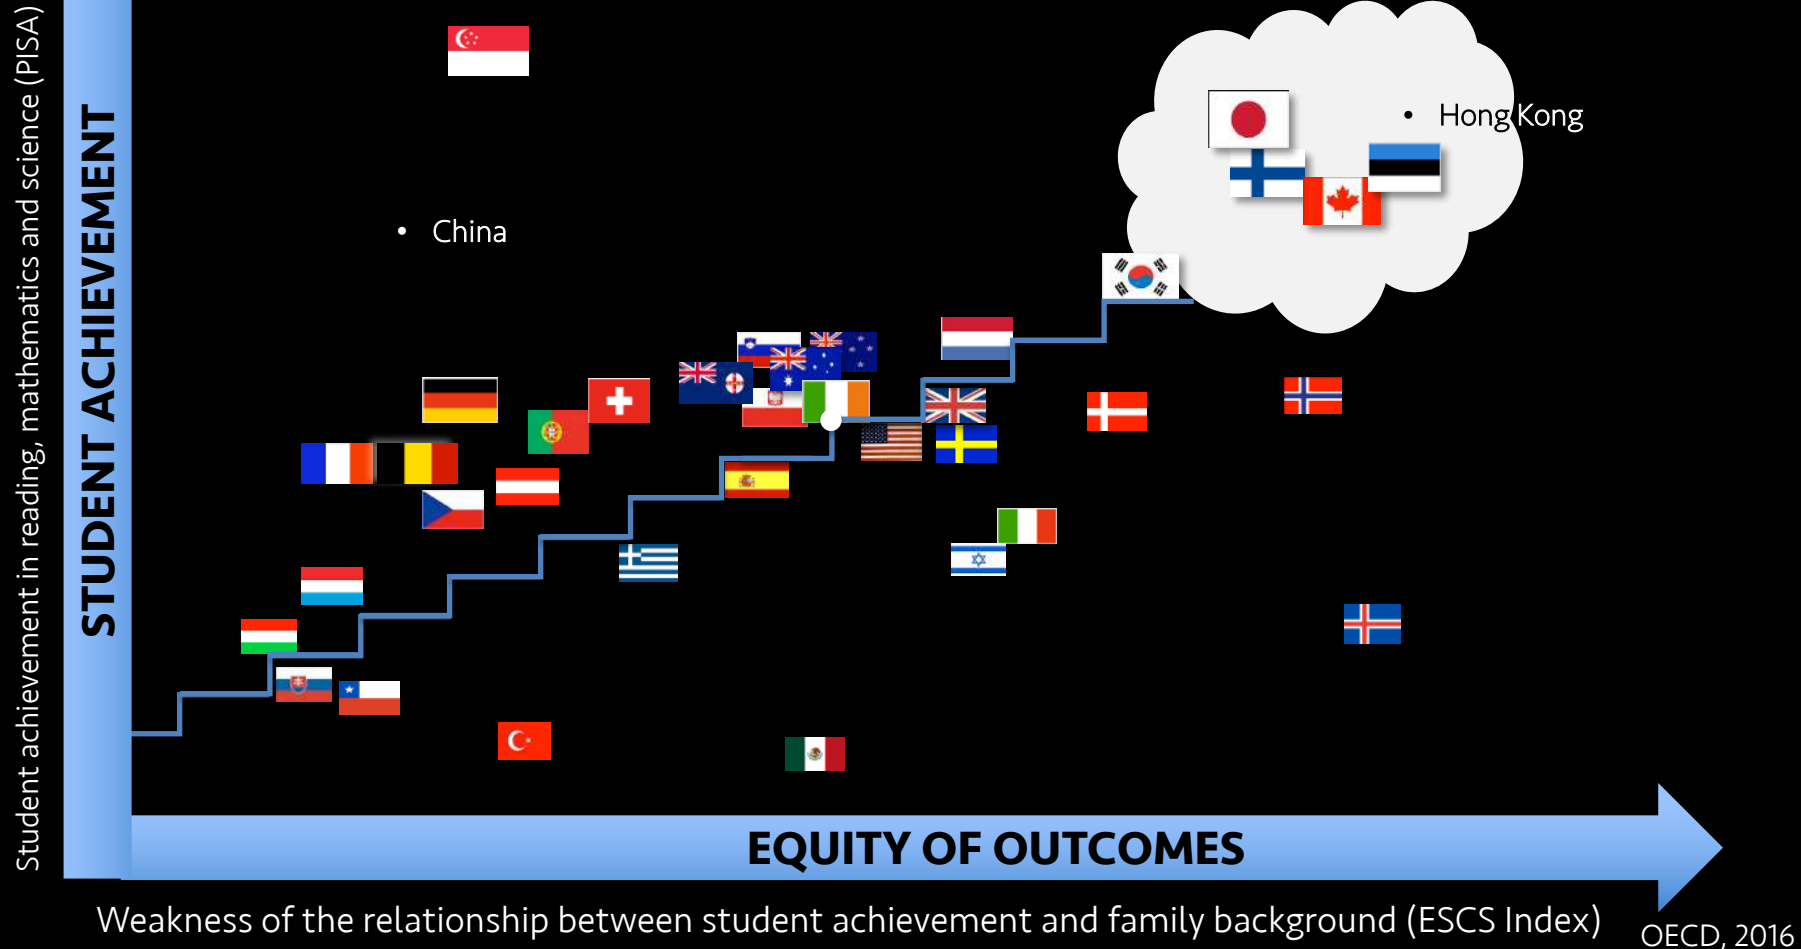 Student achievement in reading, mathematics and science (PISA)
STUDENT ACHIEVEMENT
• Hong Kong
• China
EQUITY OF OUTCOMES
Weakness of the relationship between student achievement and family background (ESCS Index)
OECD, 2016